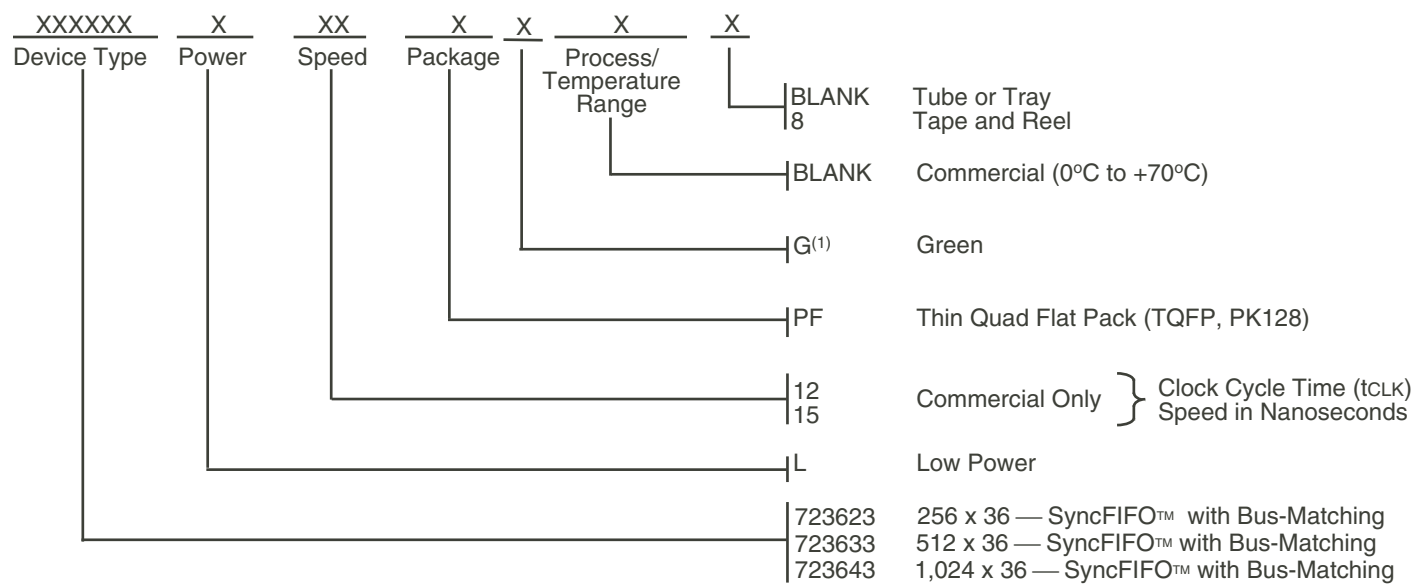 XXXXXX X XX X X X X
Device Type Power Speed Package Process/
Temperature
Range
BLANK Tube or Tray
8 Tape and Reel
BLANK Commercial (0°C to +70°C)
G(1) Green
PF Thin Quad Flat Pack (TQFP, PK128)
12
15
Commercial Only } Clock Cycle Time (tCLK)
Speed in Nanoseconds
L Low Power
723623 256 x 36 — SyncFIFO™ with Bus-Matching
723633 512 x 36 — SyncFIFO™ with Bus-Matching
723643 1,024 x 36 — SyncFIFO™ with Bus-Matching